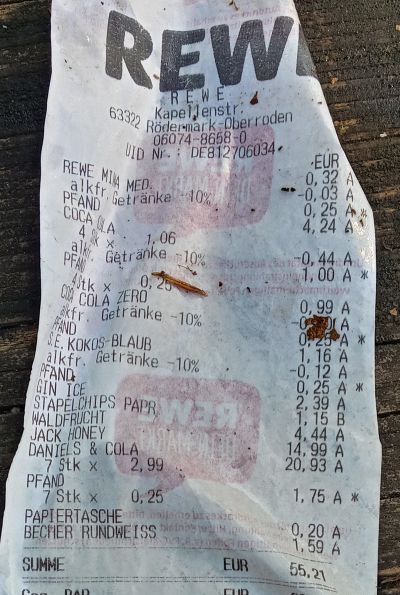 REWE
REWE
Kapellenstr.
63322 Rödermark-Oberroden
06074-8658-0
UID Nr.: DE812706034
EUR
REWE MIWA MED. 0,32 A
alkfr. Getränke -10% -0,03 A
PFAND 0,25 A *
COCA COLA 4,24 A
4 Stk x 1,06
alkfr. Getränke -10% -0,44 A
PFAND 1,00 A *
4 Stk x 0,25
COCA COLA ZERO 0,99 A
alkfr. Getränke -10% A
PFAND 0,25 A *
S.E. KOKOS-BLAUB 1,16 A
alkfr. Getränke -10% -0,12 A
PFAND 0,25 A *
GIN ICE 2,39 A
STAPELCHIPS PAPR 1,15 B
WALDFRUCHT 4,44 A
JACK HONEY 14,99 A
DANIELS & COLA 20,93 A
7 Stk x 2,99
PFAND 1,75 A *
7 Stk x 0,25
PAPIERTASCHE 0,20 A
BECHER RUNDWEISS 1,59 A
SUMME EUR 55,21
EUR